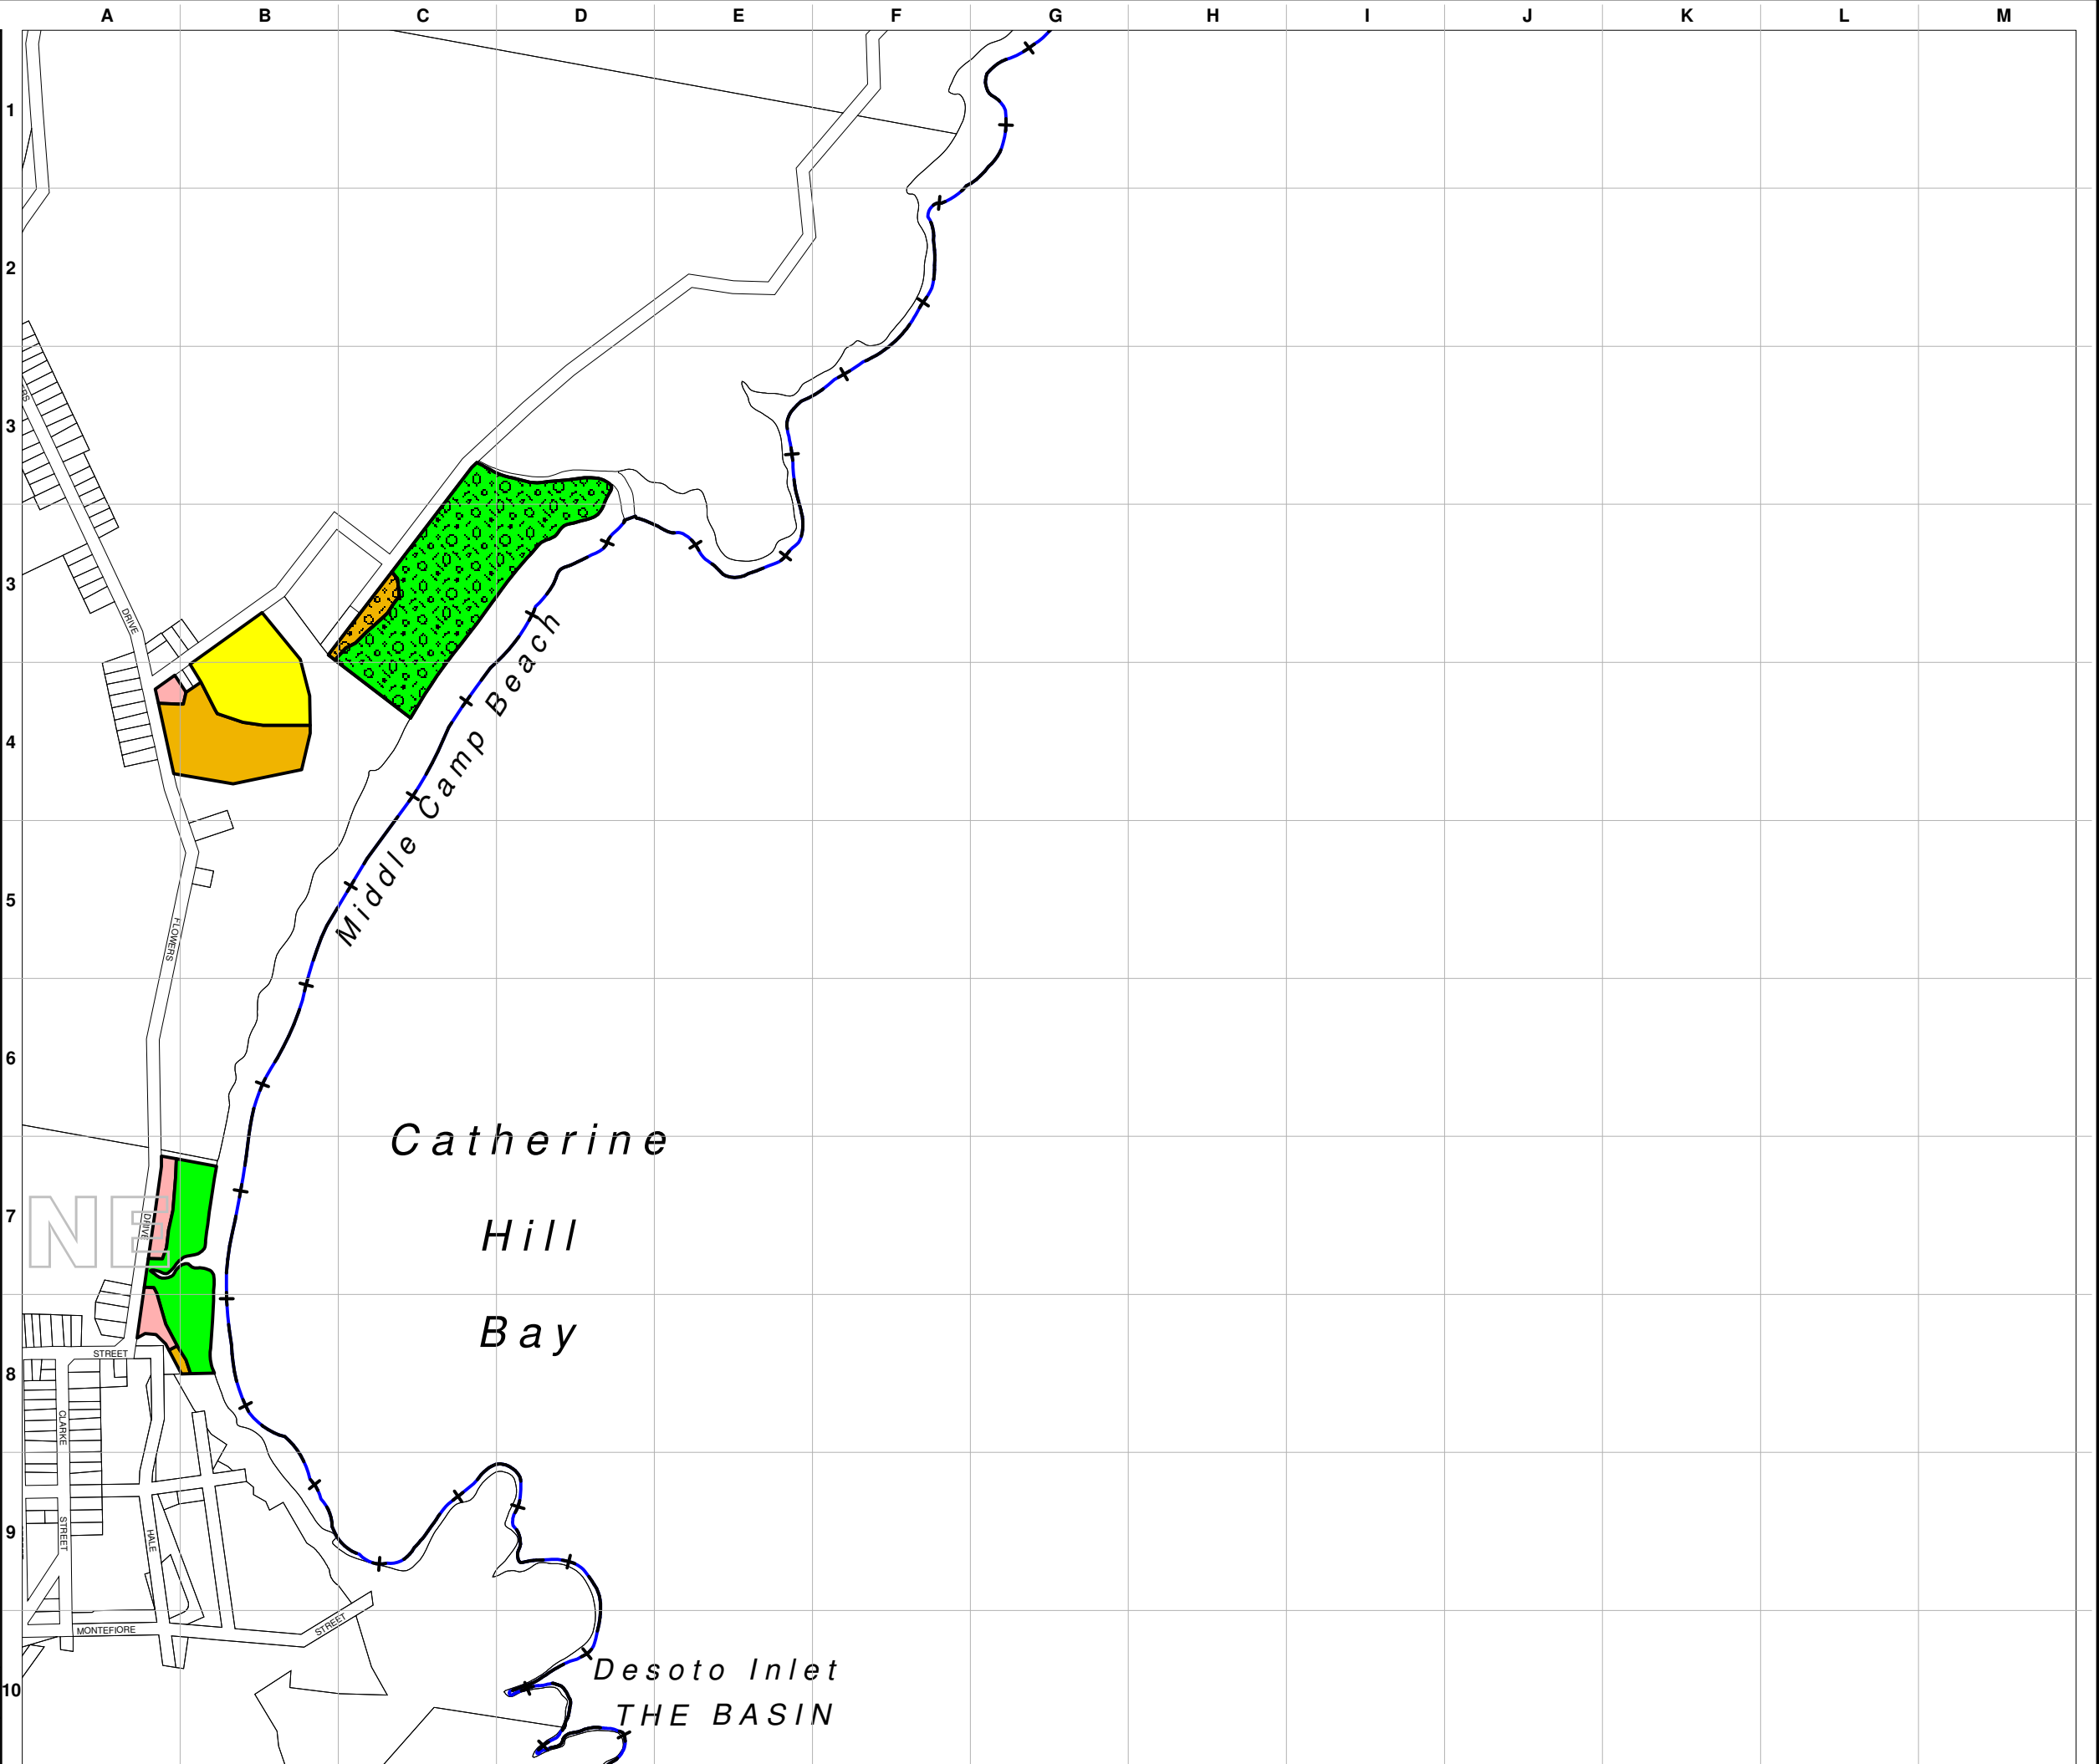 A B C D E F G H I J K L M
1
2
3
3
4
5
6
7
8
9
10
DRIVE
Middle Camp Beach
FLOWERS
Catherine
Hill
Bay
NE
DRIVE
STREET
CLARKE
STREET
HALE
MONTEFIORE
STREET
Desoto Inlet
THE BASIN